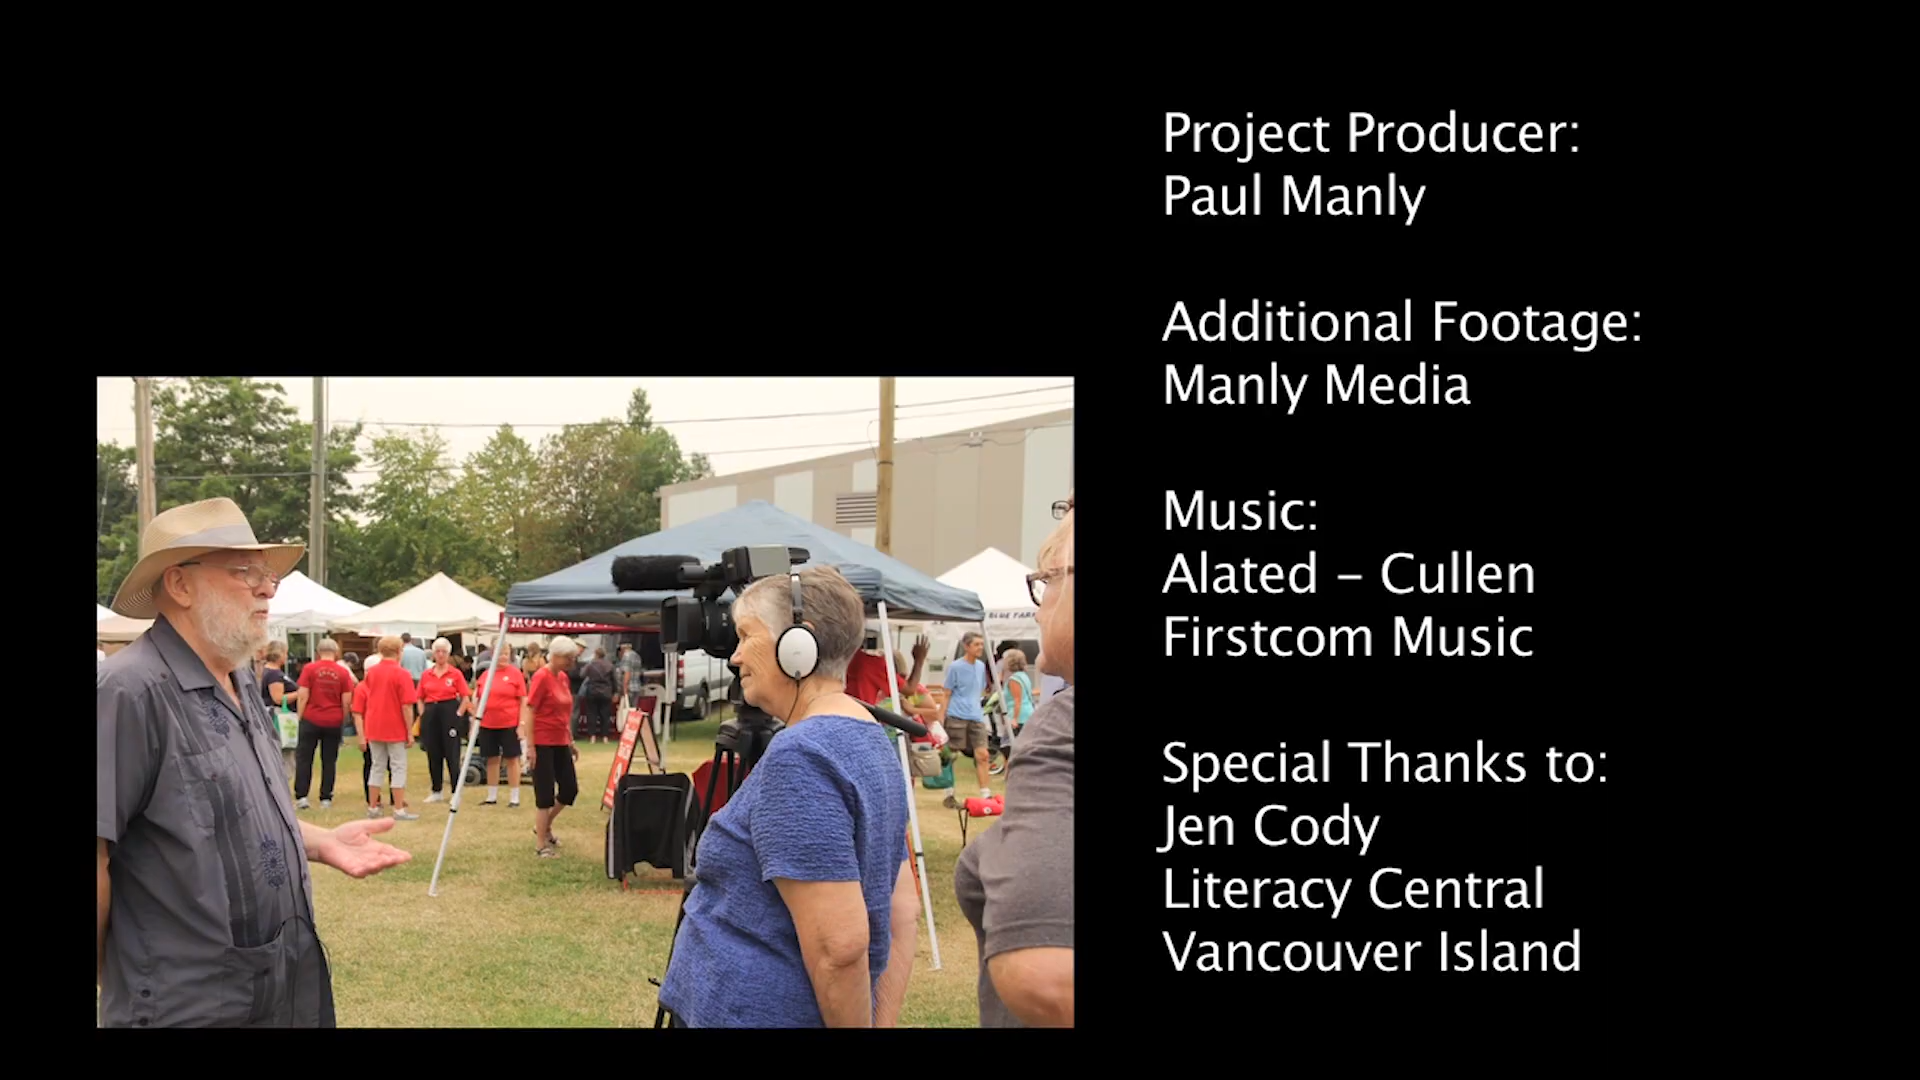 Project Producer:
Paul Manly
Additional Footage:
Manly Media
Music:
Alated – Cullen
Firstcom Music
Special Thanks to:
Jen Cody
Literacy Central
Vancouver Island